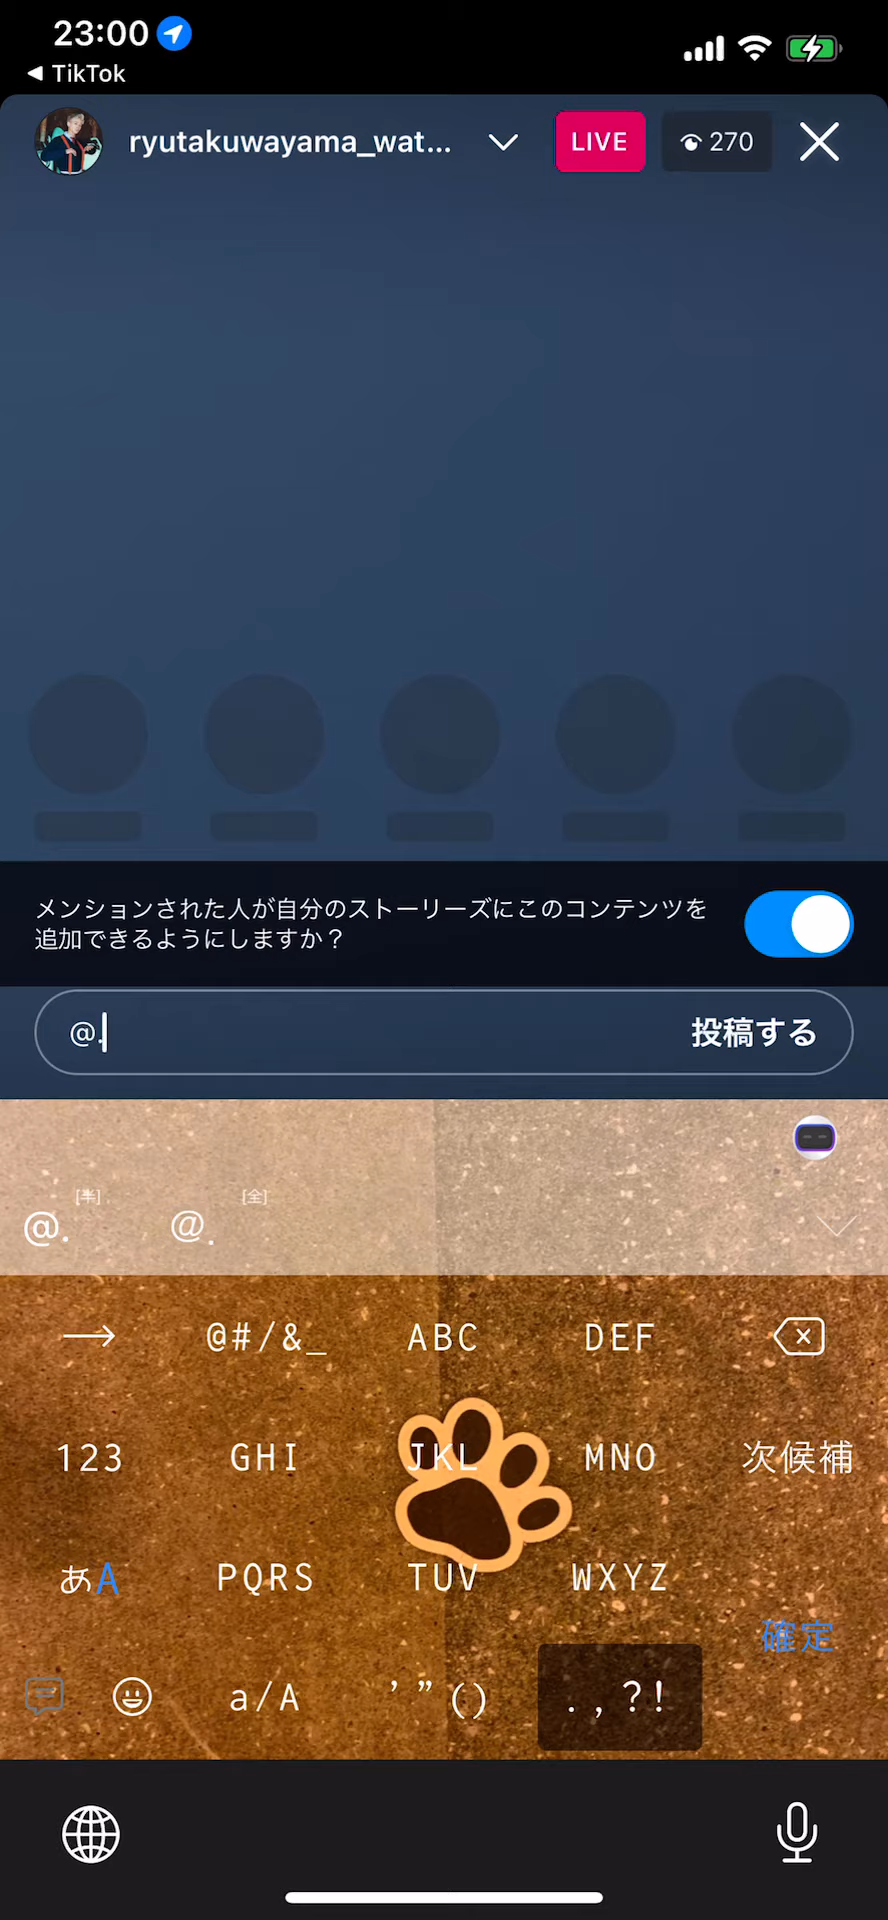 23:00
◀ TikTok
ryutakuwayama_wat...
LIVE
270
メンションされた人が自分のストーリーズにこのコンテンツを
追加できるようにしますか？
@.
投稿する
@. [半]
@. [全]
→
@#/&_
ABC
DEF
123
GHI
JKL
MNO
次候補
あA
PQRS
TUV
WXYZ
確定
a/A
’”()
.,?!